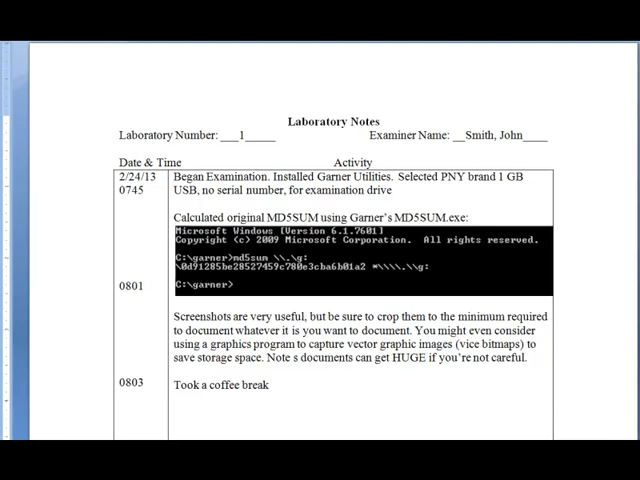 Laboratory Notes
Laboratory Number: ___1_____ Examiner Name: __Smith, John____
Date & Time Activity
2/24/13 Began Examination. Installed Garner Utilities. Selected PNY brand 1 GB
0745 USB, no serial number, for examination drive
Calculated original MD5SUM using Garner's MD5SUM.exe:
Microsoft Windows [Version 6.1.7601]
Copyright (c) 2009 Microsoft Corporation. All rights reserved.
C:\garner>md5sum \\.\g:
\0d91285be28527459c780e3cba6b01a2 *\\\\.\\g:
0801 C:\garner>
Screenshots are very useful, but be sure to crop them to the minimum required
to document whatever it is you want to document. You might even consider
using a graphics program to capture vector graphic images (vice bitmaps) to
save storage space. Note s documents can get HUGE if you're not careful.
0803 Took a coffee break